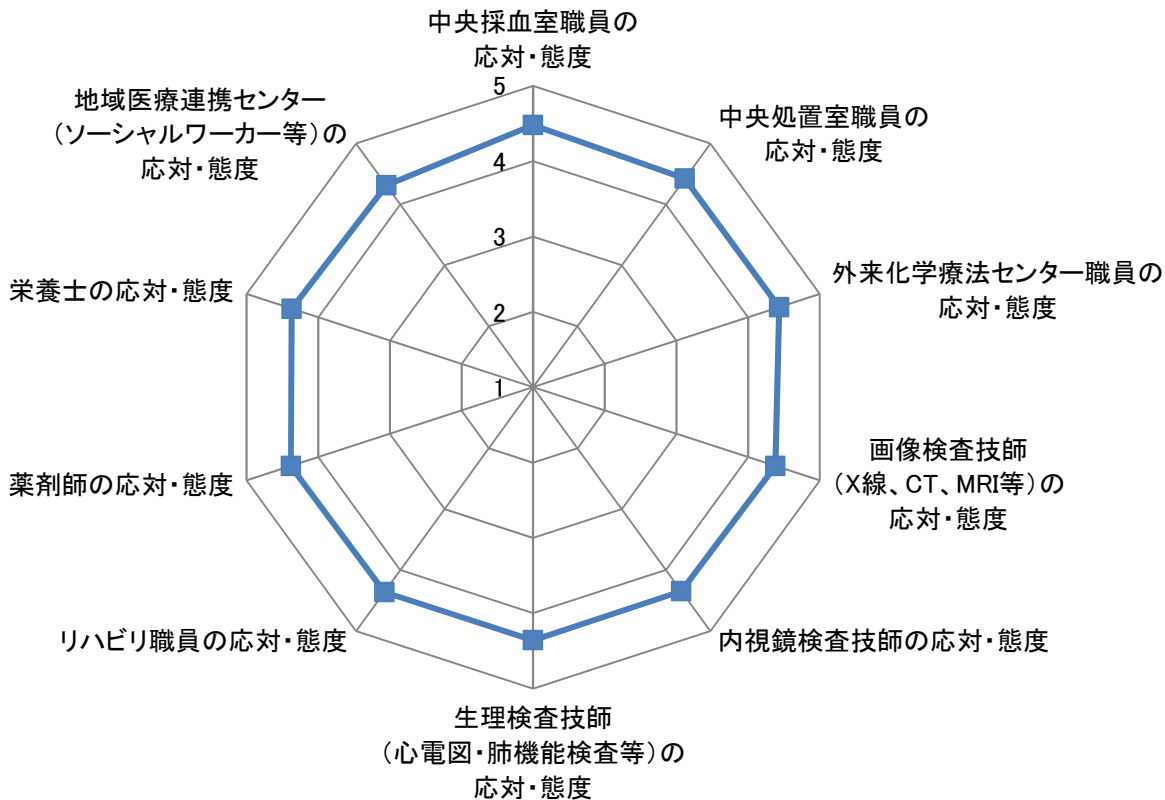 中央採血室職員の
応対・態度
中央処置室職員の
応対・態度
外来化学療法センター職員の
応対・態度
画像検査技師
（X線、CT、MRI等）の
応対・態度
内視鏡検査技師の応対・態度
生理検査技師
（心電図・肺機能検査等）の
応対・態度
リハビリ職員の応対・態度
薬剤師の応対・態度
栄養士の応対・態度
地域医療連携センター
（ソーシャルワーカー等）の
応対・態度
5
4
3
2
1